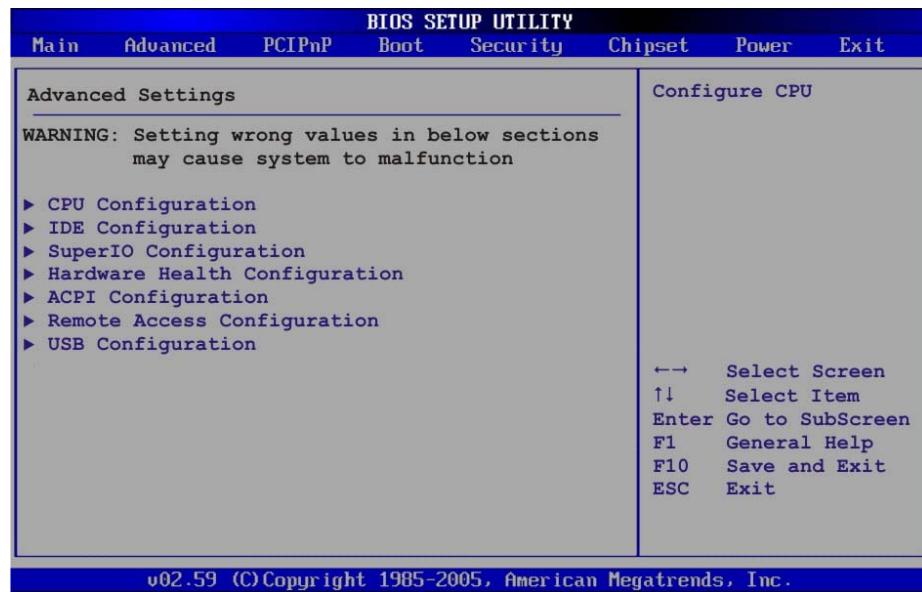 BIOS SETUP UTILITY
Main Advanced PCIPnP Boot Security Chipset Power Exit
Advanced Settings
WARNING: Setting wrong values in below sections
may cause system to malfunction
► CPU Configuration
► IDE Configuration
► SuperIO Configuration
► Hardware Health Configuration
► ACPI Configuration
► Remote Access Configuration
► USB Configuration
Configure CPU
←→ Select Screen
↑↓ Select Item
Enter Go to SubScreen
F1 General Help
F10 Save and Exit
ESC Exit
v02.59 (C)Copyright 1985-2005, American Megatrends, Inc.